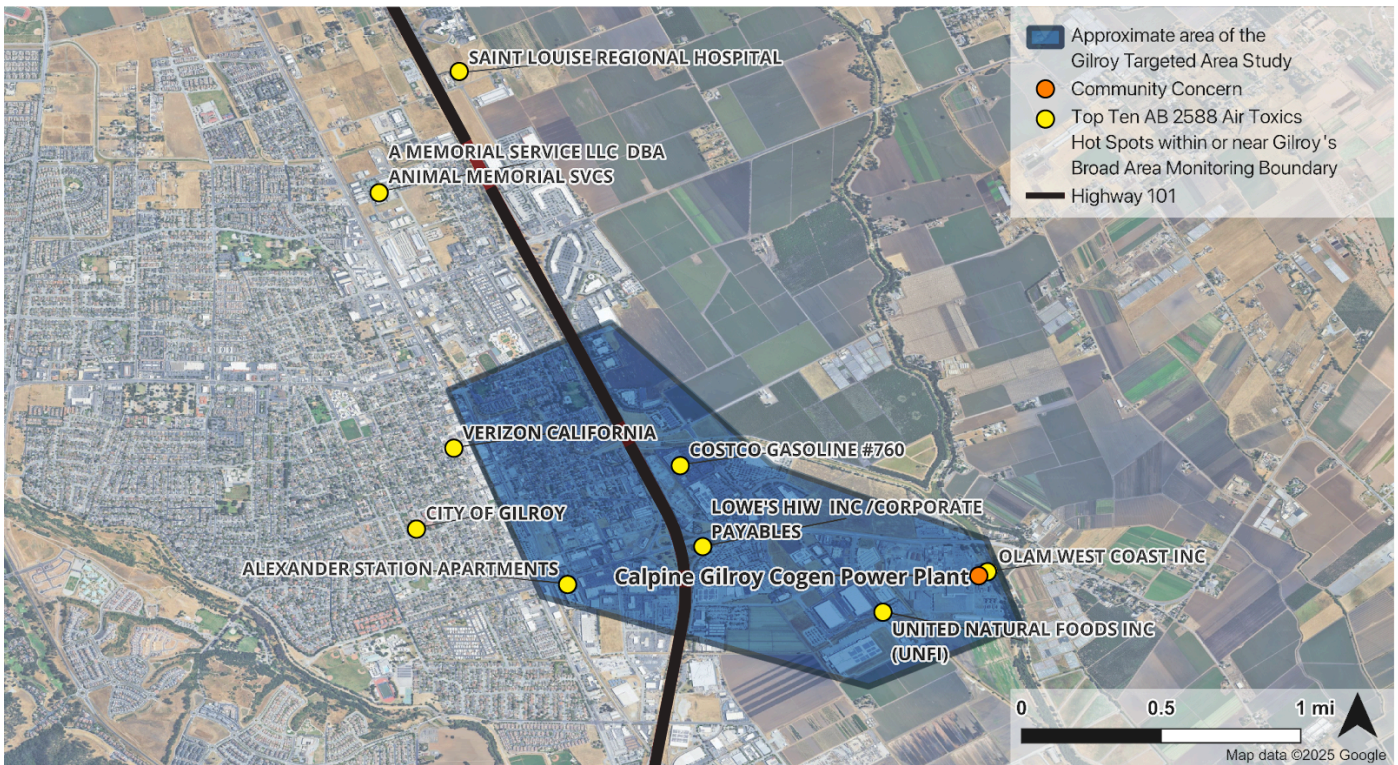 SAINT LOUISE REGIONAL HOSPITAL
A MEMORIAL SERVICE LLC DBA
ANIMAL MEMORIAL SVCS
VERIZON CALIFORNIA
COSTCO GASOLINE #760
CITY OF GILROY
LOWE'S HIW INC /CORPORATE
PAYABLES
ALEXANDER STATION APARTMENTS
Calpine Gilroy Cogen Power Plant
OLAM WEST COAST INC
UNITED NATURAL FOODS INC
(UNFI)
Approximate area of the
Gilroy Targeted Area Study
Community Concern
Top Ten AB 2588 Air Toxics
Hot Spots within or near Gilroy's
Broad Area Monitoring Boundary
Highway 101
0 0.5 1 mi
Map data ©2025 Google